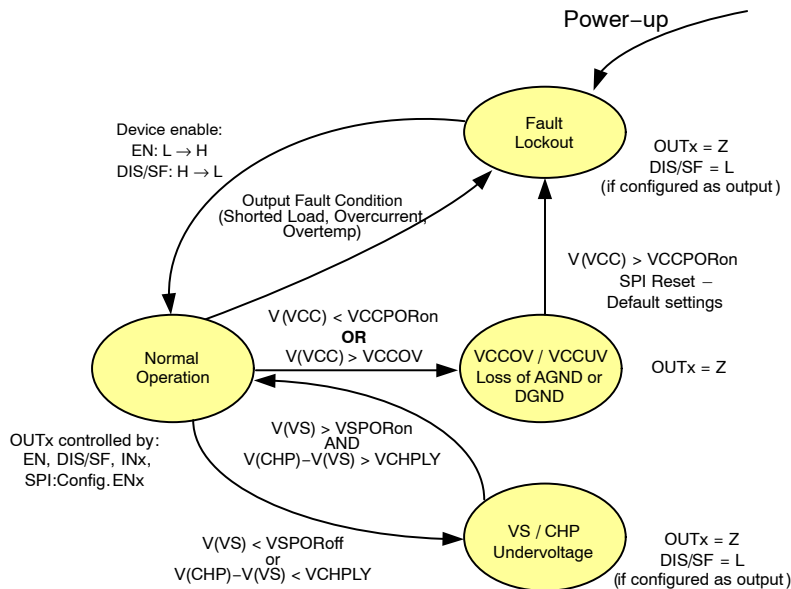 Power-up
Fault
Lockout
OUTx = Z
DIS/SF = L
(if configured as output)
Device enable:
EN: L → H
DIS/SF: H → L
Output Fault Condition
(Shorted Load, Overcurrent,
Overtemp)
V(VCC) > VCCPORon
SPI Reset –
Default settings
V(VCC) < VCCPORon
OR
V(VCC) > VCCOV
Normal
Operation
VCCOV / VCCUV
Loss of AGND or
DGND
OUTx = Z
OUTx controlled by:
EN, DIS/SF, INx,
SPI:Config.ENx
V(VS) > VSPORon
AND
V(CHP)–V(VS) > VCHPLY
VS / CHP
Undervoltage
OUTx = Z
DIS/SF = L
(if configured as output)
V(VS) < VSPORoff
or
V(CHP)–V(VS) < VCHPLY